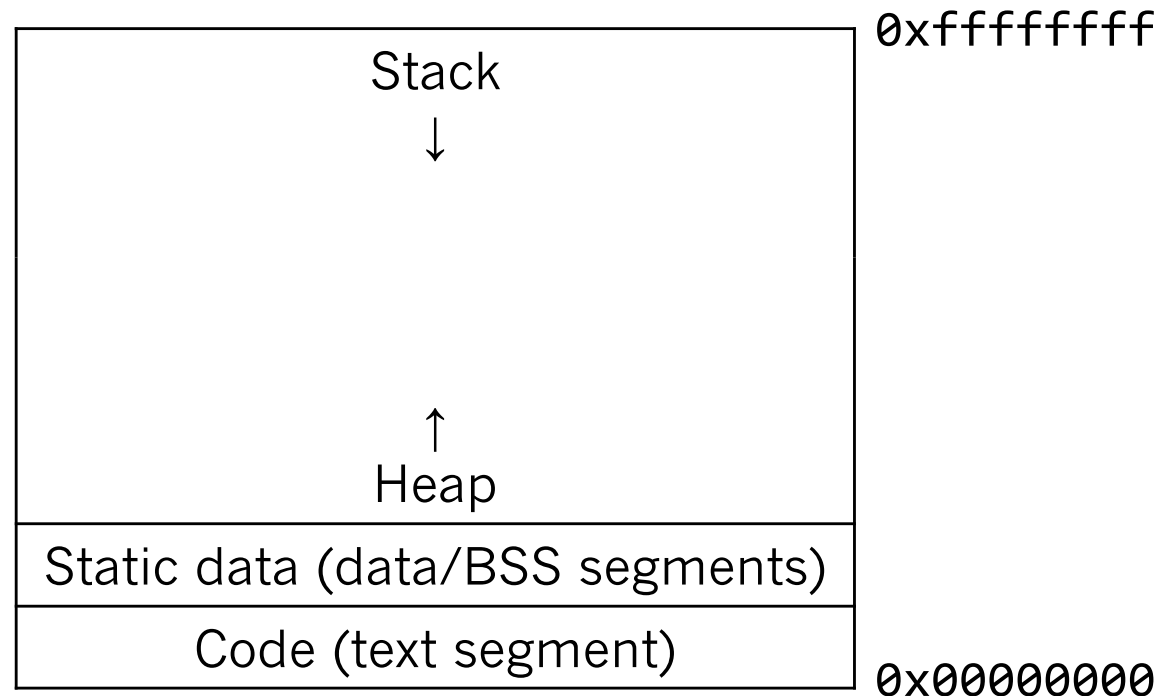 0xffffffff
Stack
↓
↑
Heap
Static data (data/BSS segments)
Code (text segment)
0x00000000